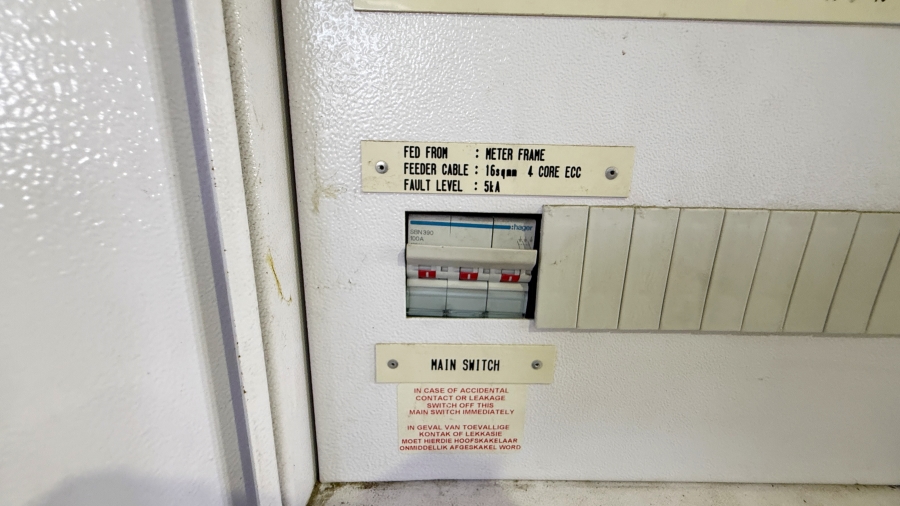 FED FROM : METER FRAME
FEEDER CABLE : 16sqmm 4 CORE ECC
FAULT LEVEL : 5kA
:hager
SBN390
100A
MAIN SWITCH
IN CASE OF ACCIDENTAL
CONTACT OR LEAKAGE
SWITCH OFF THIS
MAIN SWITCH IMMEDIATELY
IN GEVAL VAN TOEVALLIGE
KONTAK OF LEKKASIE
MOET HIERDIE HOOFSKAKELAAR
ONMIDDELLIK AFGESKAKEL WORD